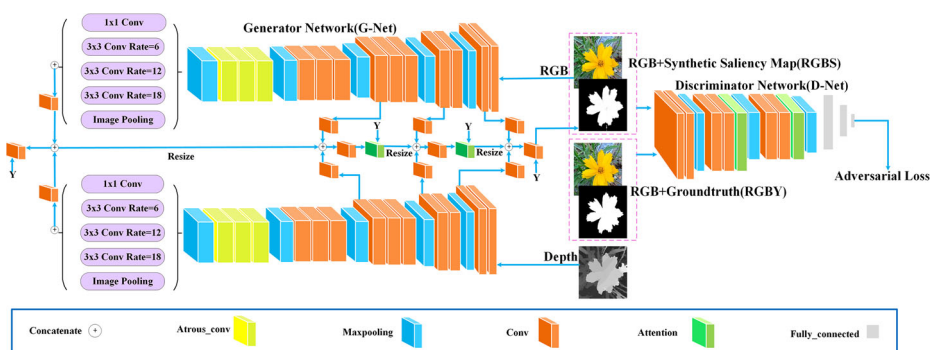 Generator Network(G-Net)
1x1 Conv
3x3 Conv Rate=6
3x3 Conv Rate=12
3x3 Conv Rate=18
Image Pooling
RGB
RGB+Synthetic Saliency Map(RGBS)
Discriminator Network(D-Net)
Y
Y
Y
Resize
Resize
Resize
Y
Adversarial Loss
RGB+Groundtruth(RGBY)
1x1 Conv
3x3 Conv Rate=6
3x3 Conv Rate=12
3x3 Conv Rate=18
Image Pooling
Depth
Concatenate
Atrous_conv
Maxpooling
Conv
Attention
Fully_connected